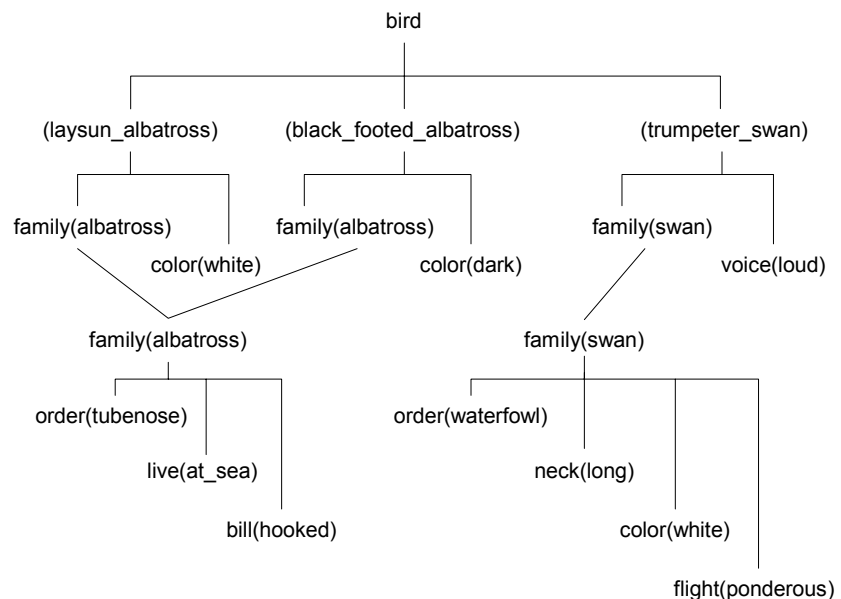 bird
(laysun_albatross) (black_footed_albatross) (trumpeter_swan)
family(albatross) family(albatross) family(swan)
color(white) color(dark) voice(loud)
family(albatross) family(swan)
order(tubenose) order(waterfowl)
live(at_sea) neck(long)
bill(hooked) color(white)
flight(ponderous)